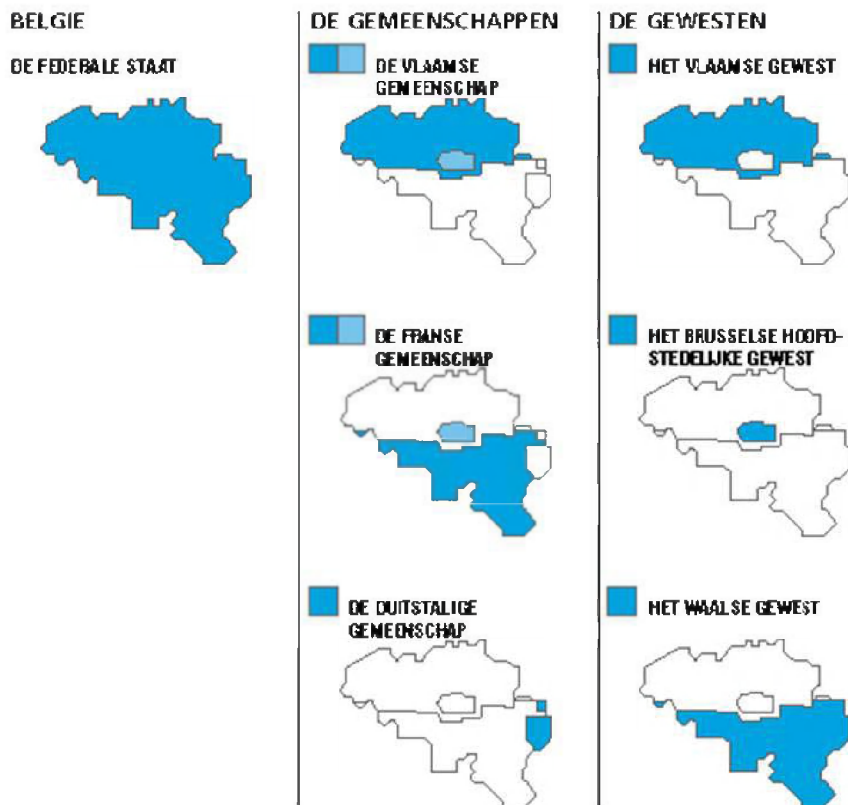 BELGIE
DE FEDERALE STAAT
DE GEMEENSCHAPPEN
DE VLAAMSE
GEMEENSCHAP
DE FRANSE
GEMEENSCHAP
DE DUITSTALIGE
GEMEENSCHAP
DE GEWESTEN
HET VLAAMSE GEWEST
HET BRUSSELSE HOOFD-
STEDELIJKE GEWEST
HET WAALSE GEWEST